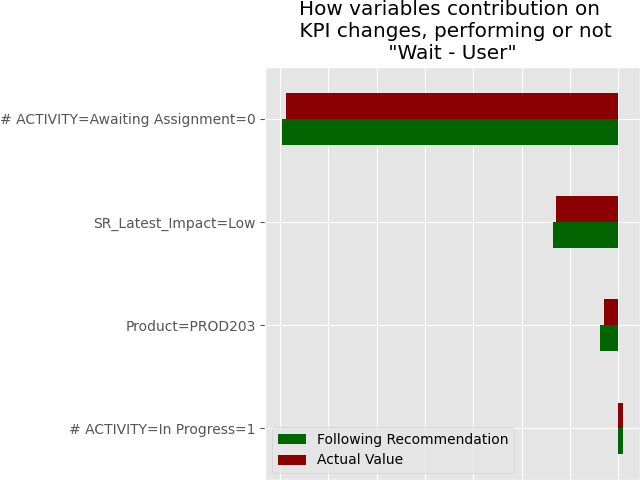 How variables contribution on
KPI changes, performing or not
"Wait - User"
# ACTIVITY=Awaiting Assignment=0
SR_Latest_Impact=Low
Product=PROD203
# ACTIVITY=In Progress=1
Following Recommendation
Actual Value